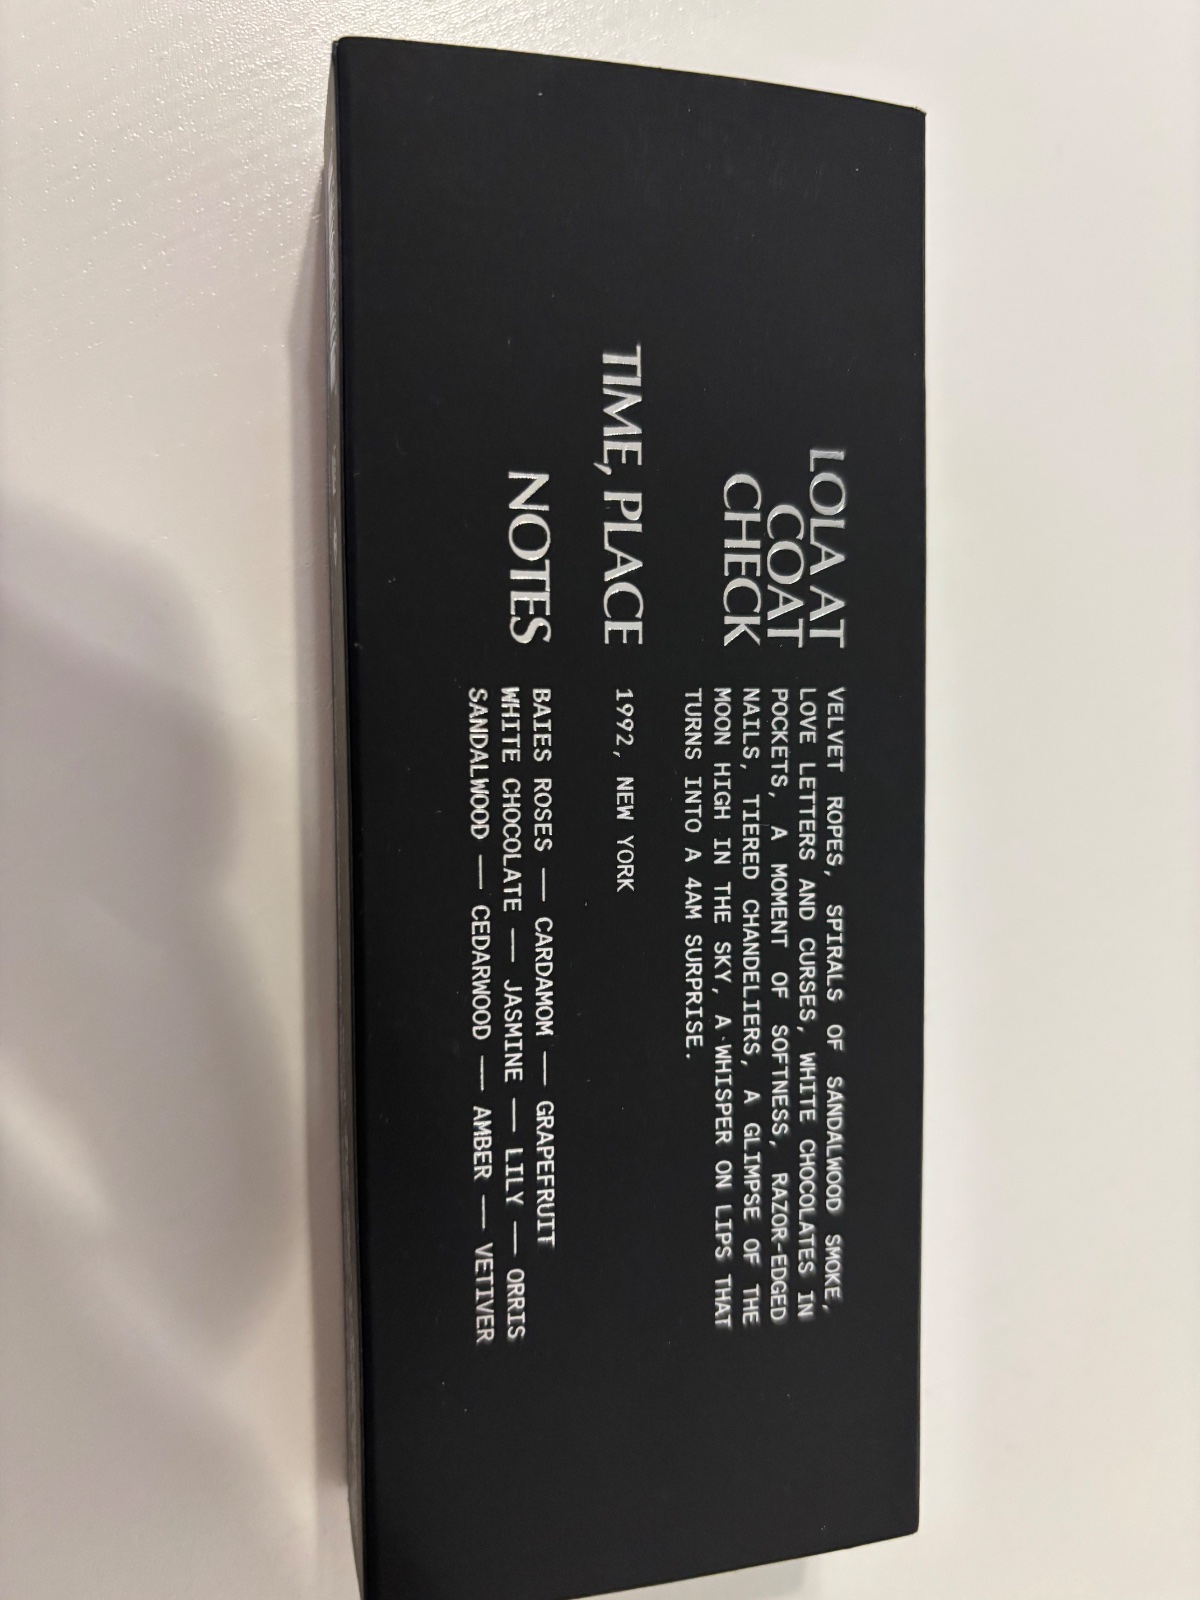 LOLA AT
COAT
CHECK
VELVET ROPES, SPIRALS OF SANDALWOOD SMOKE,
LOVE LETTERS AND CURSES, WHITE CHOCOLATES IN
POCKETS, A MOMENT OF SOFTNESS, RAZOR-EDGED
NAILS, TIERED CHANDELIERS, A GLIMPSE OF THE
MOON HIGH IN THE SKY, A WHISPER ON LIPS THAT
TURNS INTO A 4AM SURPRISE.
TIME, PLACE
1992, NEW YORK
NOTES
BAIES ROSES — CARDAMOM — GRAPEFRUIT
WHITE CHOCOLATE — JASMINE — LILY — ORRIS
SANDALWOOD — CEDARWOOD — AMBER — VETIVER